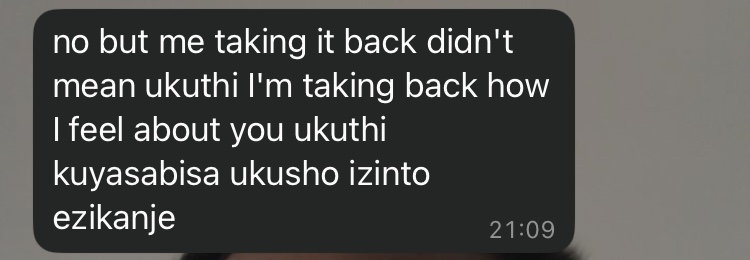 no but me taking it back didn't
mean ukuthi I'm taking back how
I feel about you ukuthi
kuyasabisa ukusho izinto
ezikanje
21:09